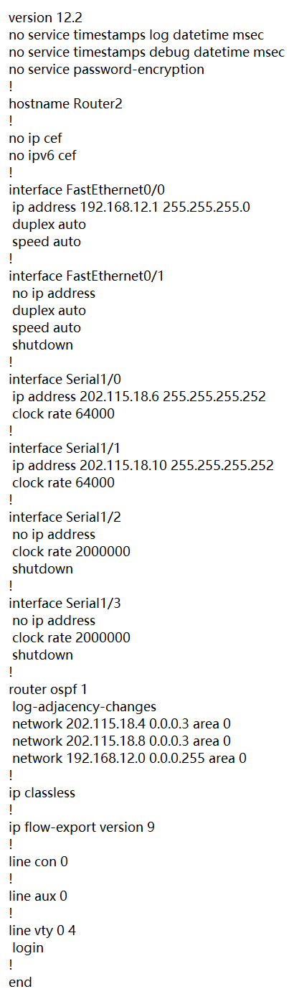 version 12.2
no service timestamps log datetime msec
no service timestamps debug datetime msec
no service password-encryption
!
hostname Router2
!
no ip cef
no ipv6 cef
!
interface FastEthernet0/0
 ip address 192.168.12.1 255.255.255.0
 duplex auto
 speed auto
!
interface FastEthernet0/1
 no ip address
 duplex auto
 speed auto
 shutdown
!
interface Serial1/0
 ip address 202.115.18.6 255.255.255.252
 clock rate 64000
!
interface Serial1/1
 ip address 202.115.18.10 255.255.255.252
 clock rate 64000
!
interface Serial1/2
 no ip address
 clock rate 2000000
 shutdown
!
interface Serial1/3
 no ip address
 clock rate 2000000
 shutdown
!
router ospf 1
 log-adjacency-changes
 network 202.115.18.4 0.0.0.3 area 0
 network 202.115.18.8 0.0.0.3 area 0
 network 192.168.12.0 0.0.0.255 area 0
!
ip classless
!
ip flow-export version 9
!
line con 0
!
line aux 0
!
line vty 0 4
 login
!
end